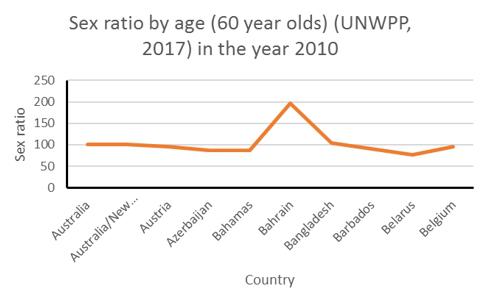 Sex ratio by age (60 year olds) (UNWPP,
2017) in the year 2010
250
200
150
100
50
0
Sex ratio
Australia
Australia/New...
Austria
Azerbaijan
Bahamas
Bahrain
Bangladesh
Barbados
Belarus
Belgium
Country